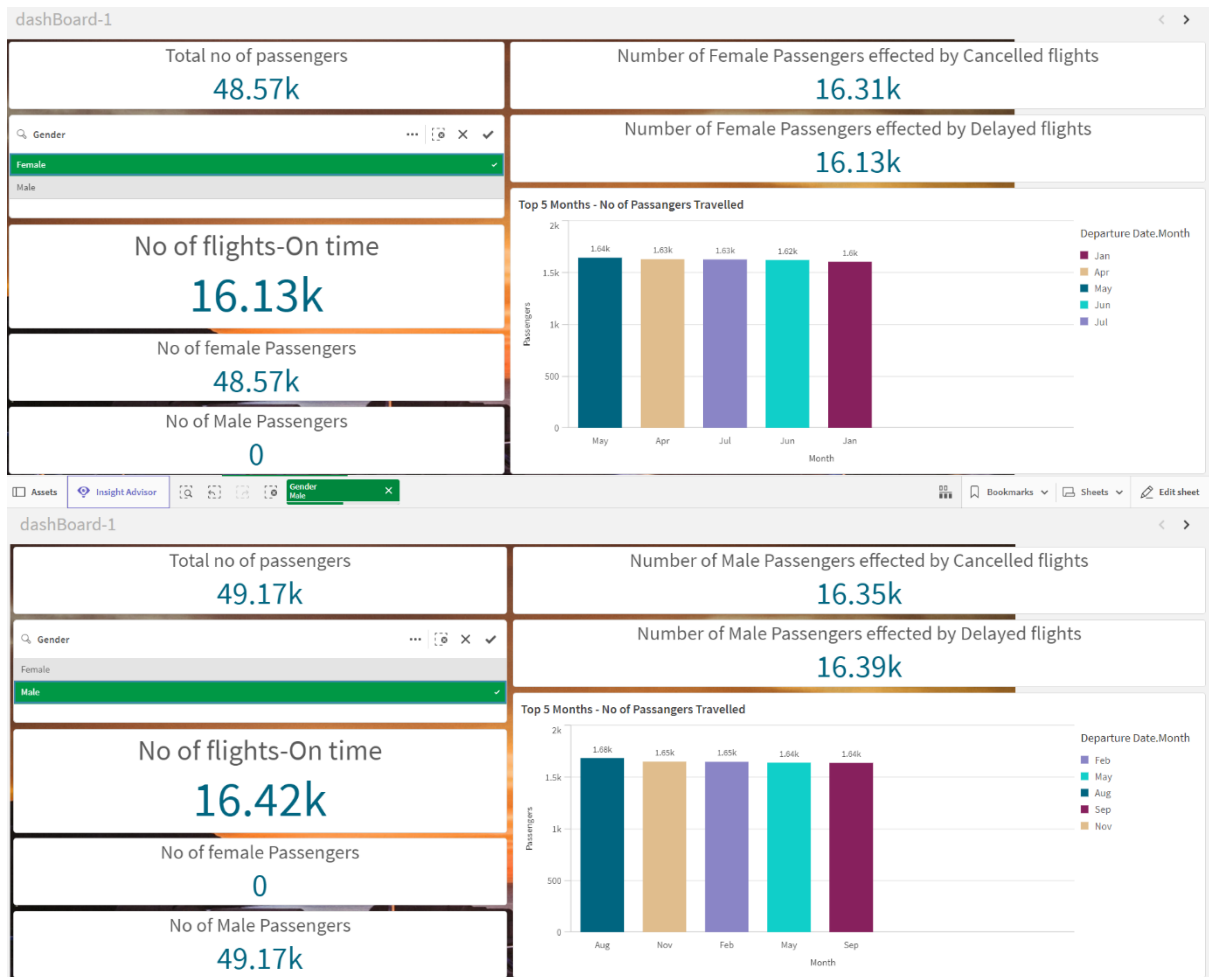 dashBoard-1
Total no of passengers
48.57k
Number of Female Passengers effected by Cancelled flights
16.31k
Gender
Female
Male
Number of Female Passengers effected by Delayed flights
16.13k
No of flights-On time
16.13k
No of female Passengers
48.57k
No of Male Passengers
0
Top 5 Months - No of Passangers Travelled
2k
1.5k
1k
500
0
Passengers
1.64k 1.63k 1.63k 1.62k 1.6k
May Apr Jul Jun Jan
Month
Departure Date.Month
Jan
Apr
May
Jun
Jul
Assets Insight Advisor Gender Bookmarks Sheets Edit sheet
Male
dashBoard-1
Total no of passengers
49.17k
Number of Male Passengers effected by Cancelled flights
16.35k
Gender
Female
Male
Number of Male Passengers effected by Delayed flights
16.39k
No of flights-On time
16.42k
No of female Passengers
0
No of Male Passengers
49.17k
Top 5 Months - No of Passangers Travelled
2k
1.5k
1k
500
0
Passengers
1.68k 1.65k 1.65k 1.64k 1.64k
Aug Nov Feb May Sep
Month
Departure Date.Month
Feb
May
Aug
Sep
Nov